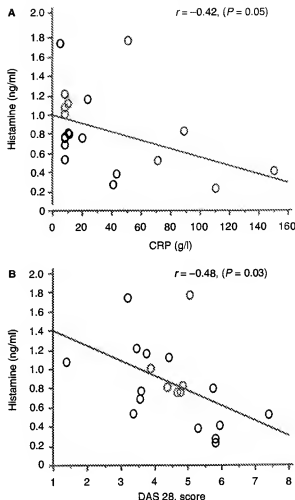 A
r = −0.42, (P = 0.05)
2.0
1.8
1.6
1.4
1.2
1.0
0.8
0.6
0.4
0.2
0
Histamine (ng/ml)
0 20 40 60 80 100 120 140 160
CRP (g/l)
B
r = −0.48, (P = 0.03)
2.0
1.8
1.6
1.4
1.2
1.0
0.8
0.6
0.4
0.2
0
Histamine (ng/ml)
1 2 3 4 5 6 7 8
DAS 28, score